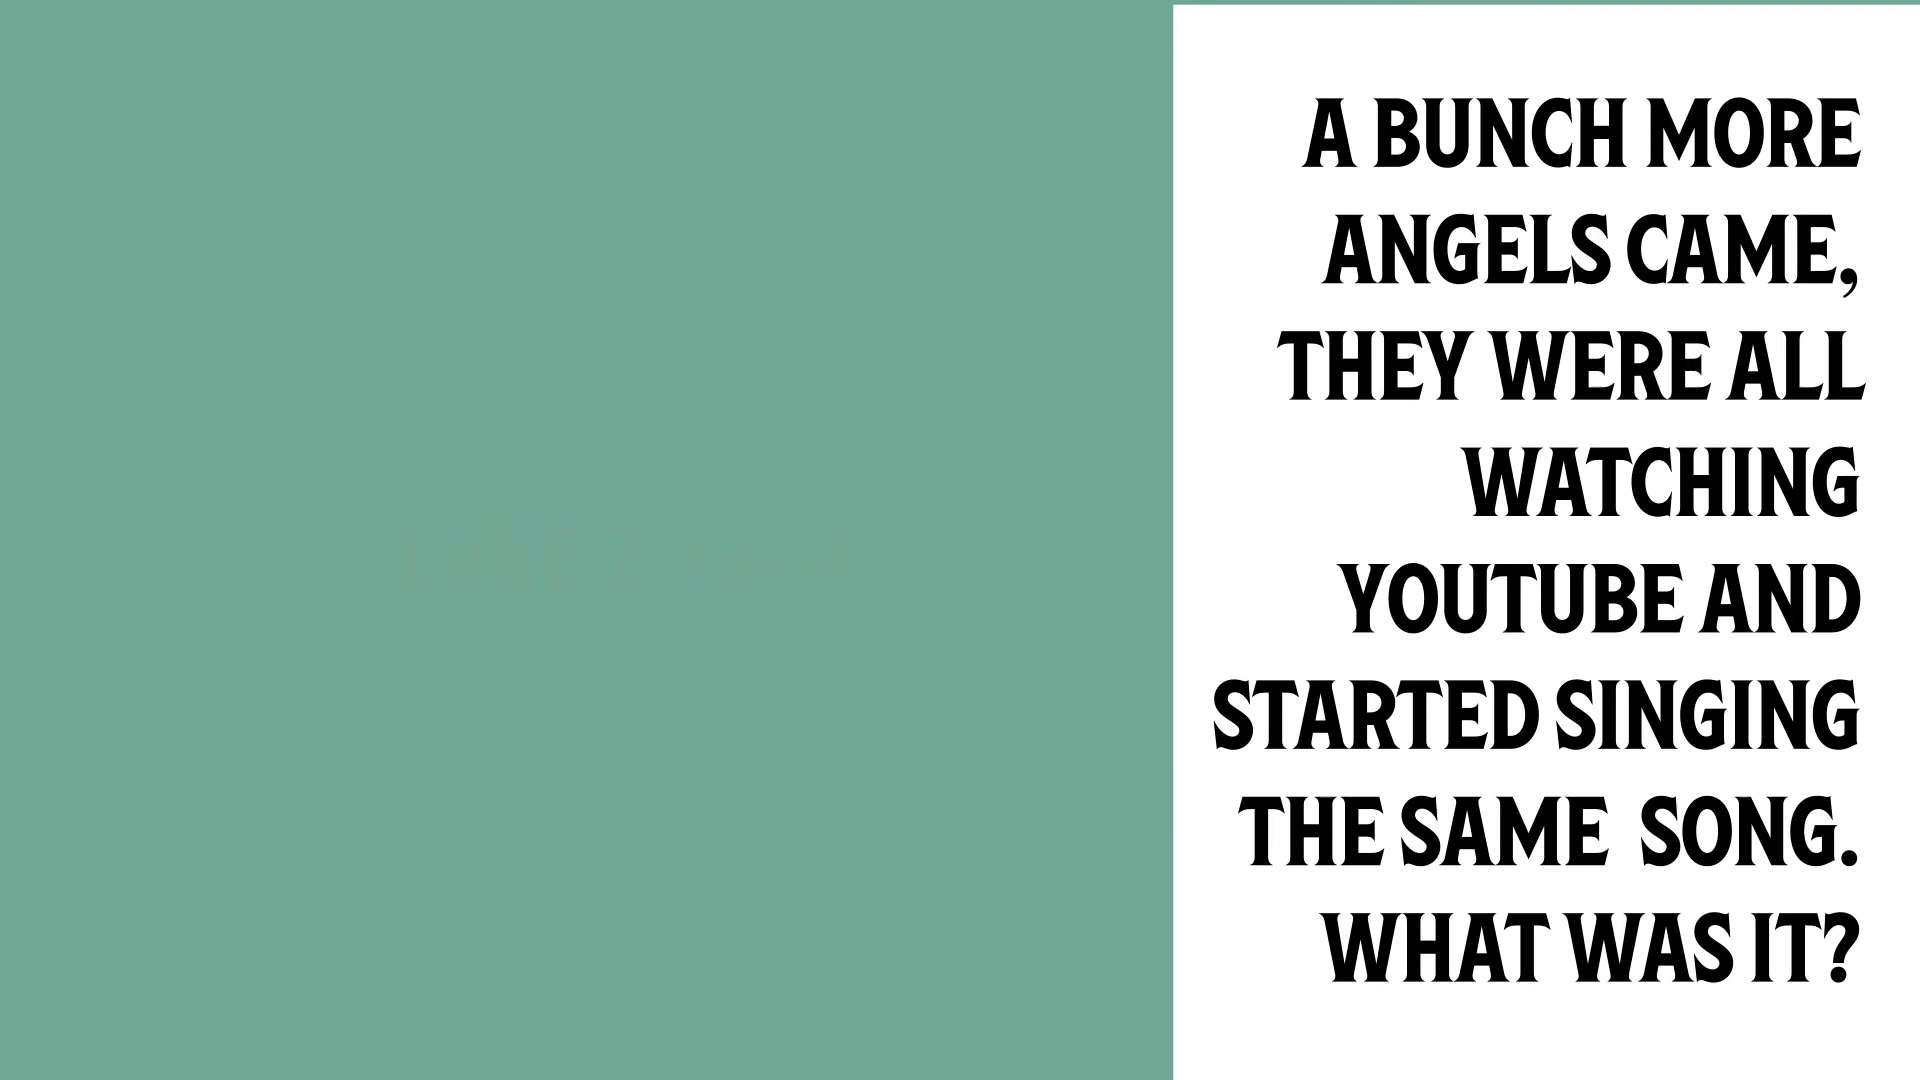 A BUNCH MORE
ANGELS CAME,
THEY WERE ALL
WATCHING
YOUTUBE AND
STARTED SINGING
THE SAME SONG.
WHAT WAS IT?